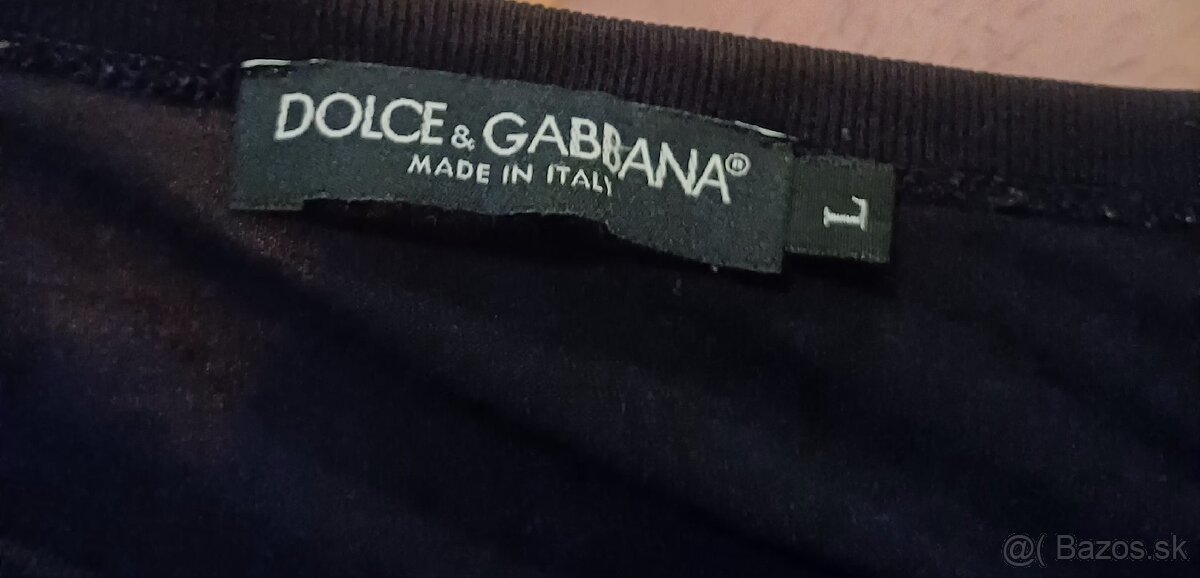 DOLCE & GABBANA®
MADE IN ITALY
L
@( Bazos.sk